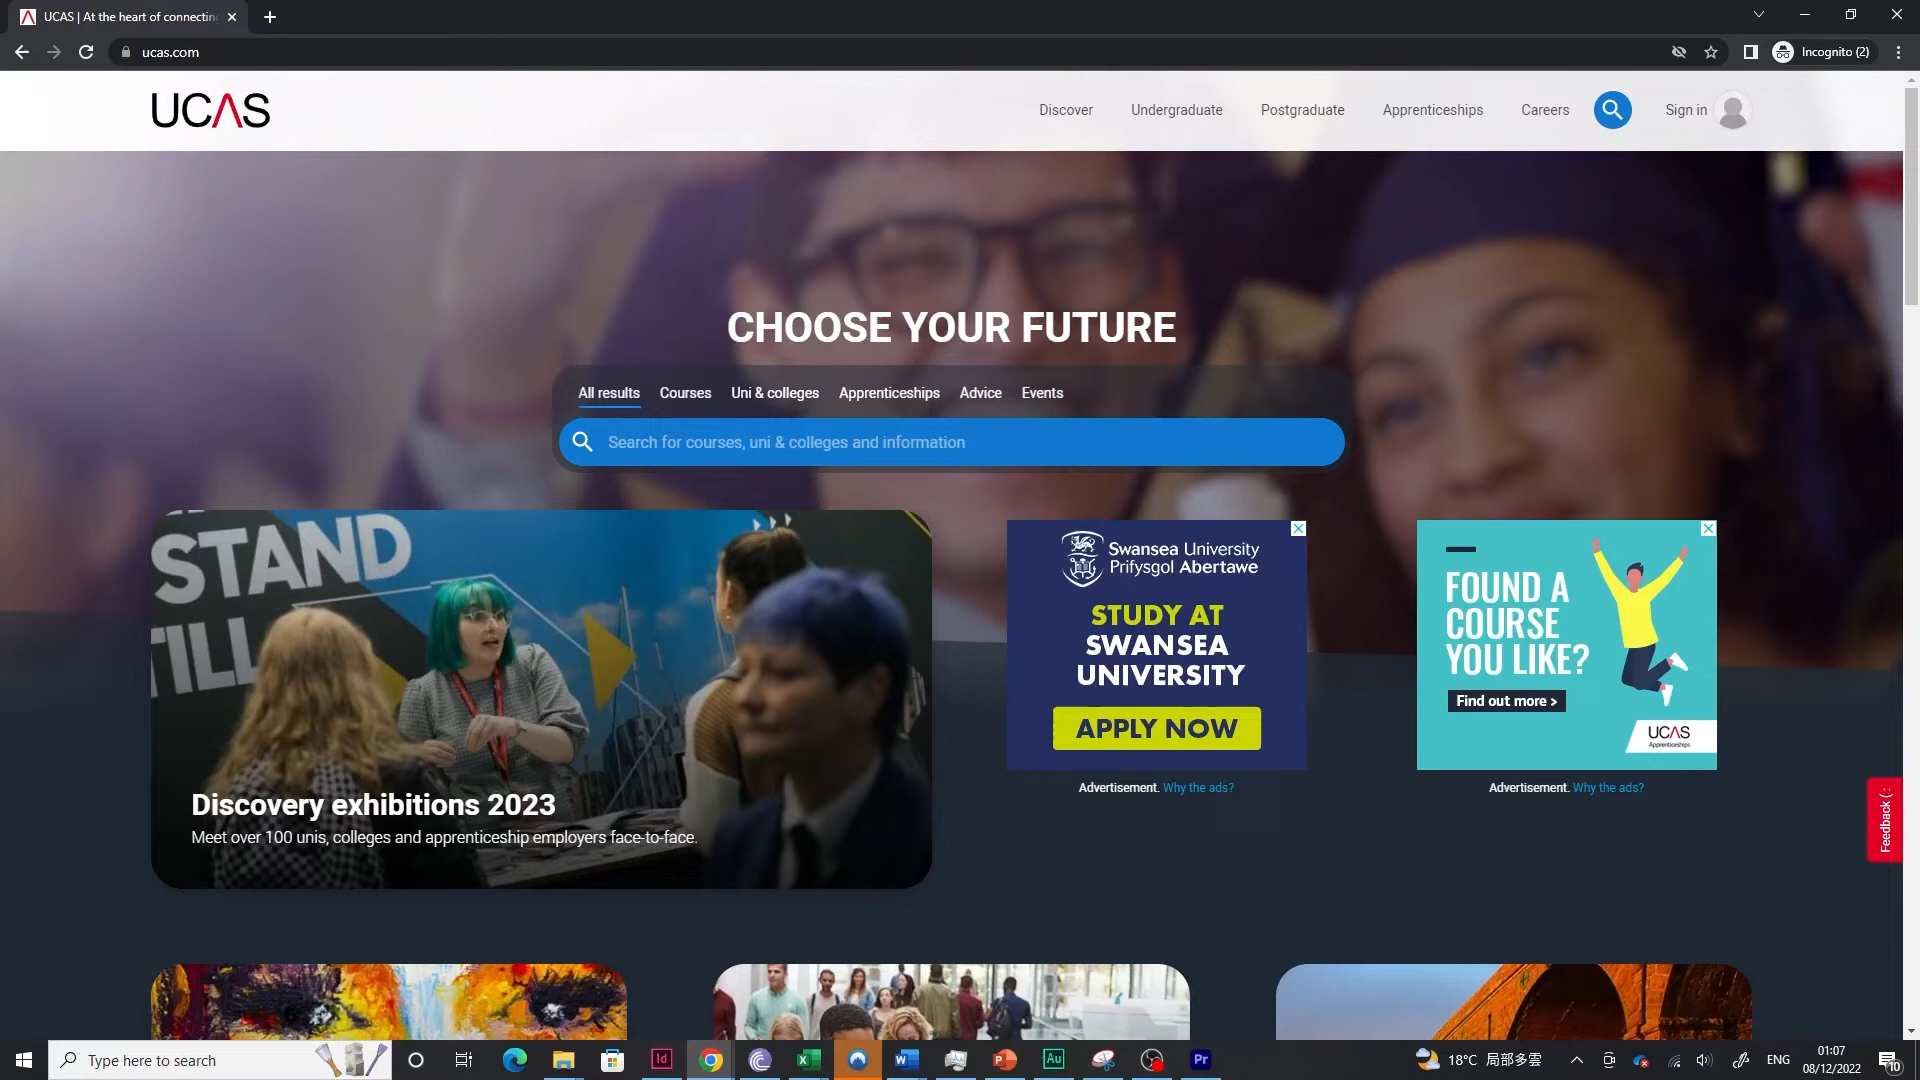 UCAS | At the heart of connecting
ucas.com
Incognito (2)
UCAS
Discover
Undergraduate
Postgraduate
Apprenticeships
Careers
Sign in
CHOOSE YOUR FUTURE
All results
Courses
Uni & colleges
Apprenticeships
Advice
Events
Search for courses, uni & colleges and information
STAND
TILL
Discovery exhibitions 2023
Meet over 100 unis, colleges and apprenticeship employers face-to-face.
Swansea University
Prifysgol Abertawe
STUDY AT
SWANSEA
UNIVERSITY
APPLY NOW
Advertisement. Why the ads?
FOUND A
COURSE
YOU LIKE?
Find out more >
UCAS
Apprenticeships
Advertisement. Why the ads?
Feedback ( :
Type here to search
Id
X
W
P
Au
Pr
18°C 局部多雲
ENG
01:07
08/12/2022
10